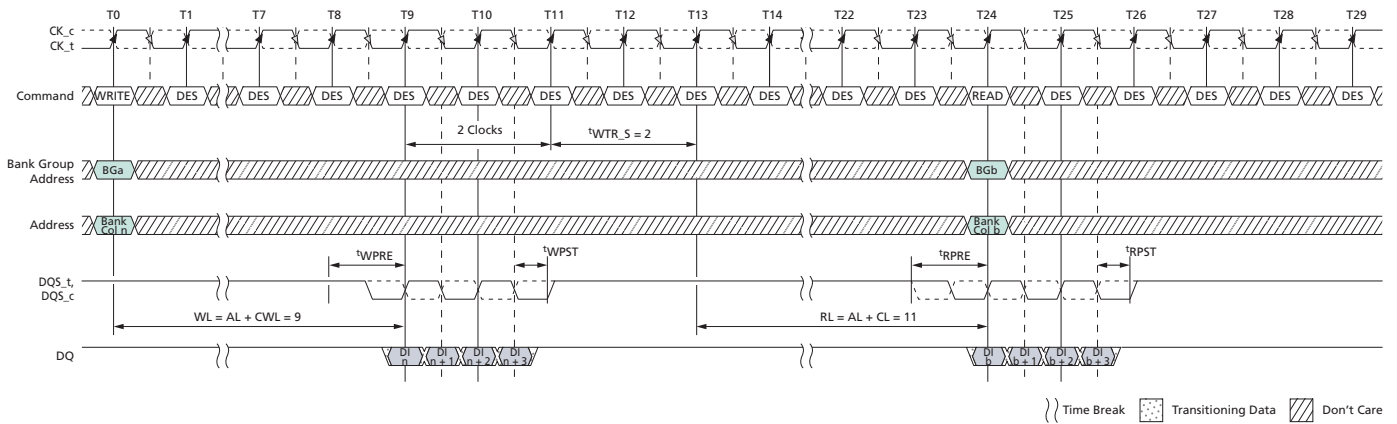 T0 T1 T7 T8 T9 T10 T11 T12 T13 T14 T22 T23 T24 T25 T26 T27 T28 T29
CK_c
CK_t
Command WRITE DES DES DES DES DES DES DES DES DES DES DES READ DES DES DES DES DES
2 Clocks tWTR_S = 2
Bank Group
Address
BGa BGb
Address
Bank
Col n
Bank
Col b
tWPRE tWPST tRPRE tRPST
DQS_t,
DQS_c
WL = AL + CWL = 9 RL = AL + CL = 11
DQ
DI
n
DI
n + 1
DI
n + 2
DI
n + 3
DI
b
DI
b + 1
DI
b + 2
DI
b + 3
Time Break Transitioning Data Don't Care